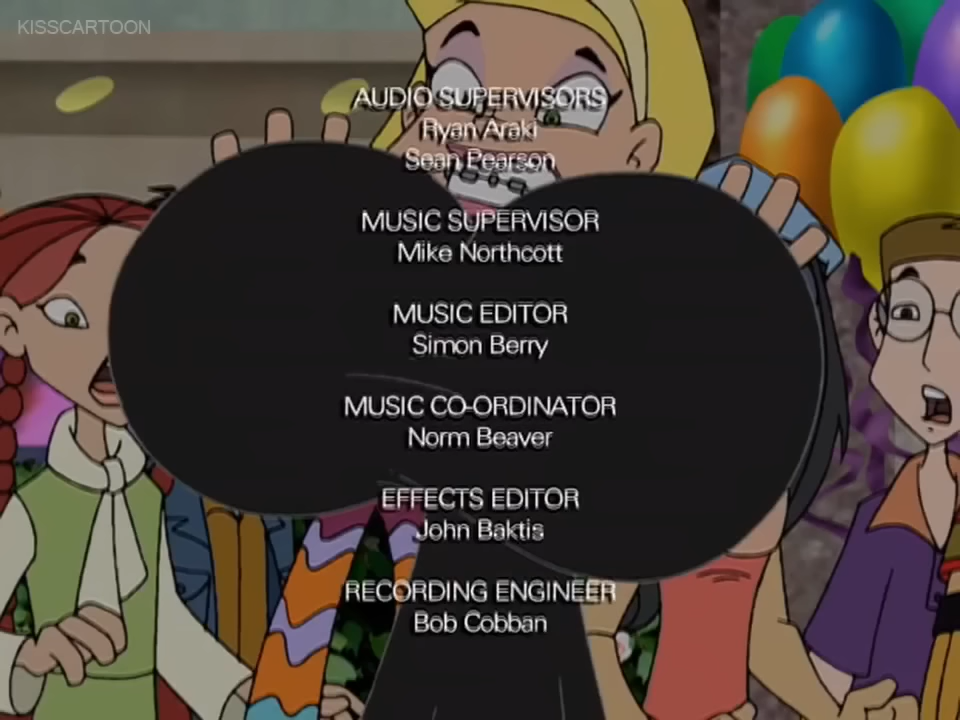 KISSCARTOON
AUDIO SUPERVISORS
Ryan Araki
Sean Pearson
MUSIC SUPERVISOR
Mike Northcott
MUSIC EDITOR
Simon Berry
MUSIC CO-ORDINATOR
Norm Beaver
EFFECTS EDITOR
John Baktis
RECORDING ENGINEER
Bob Cobban